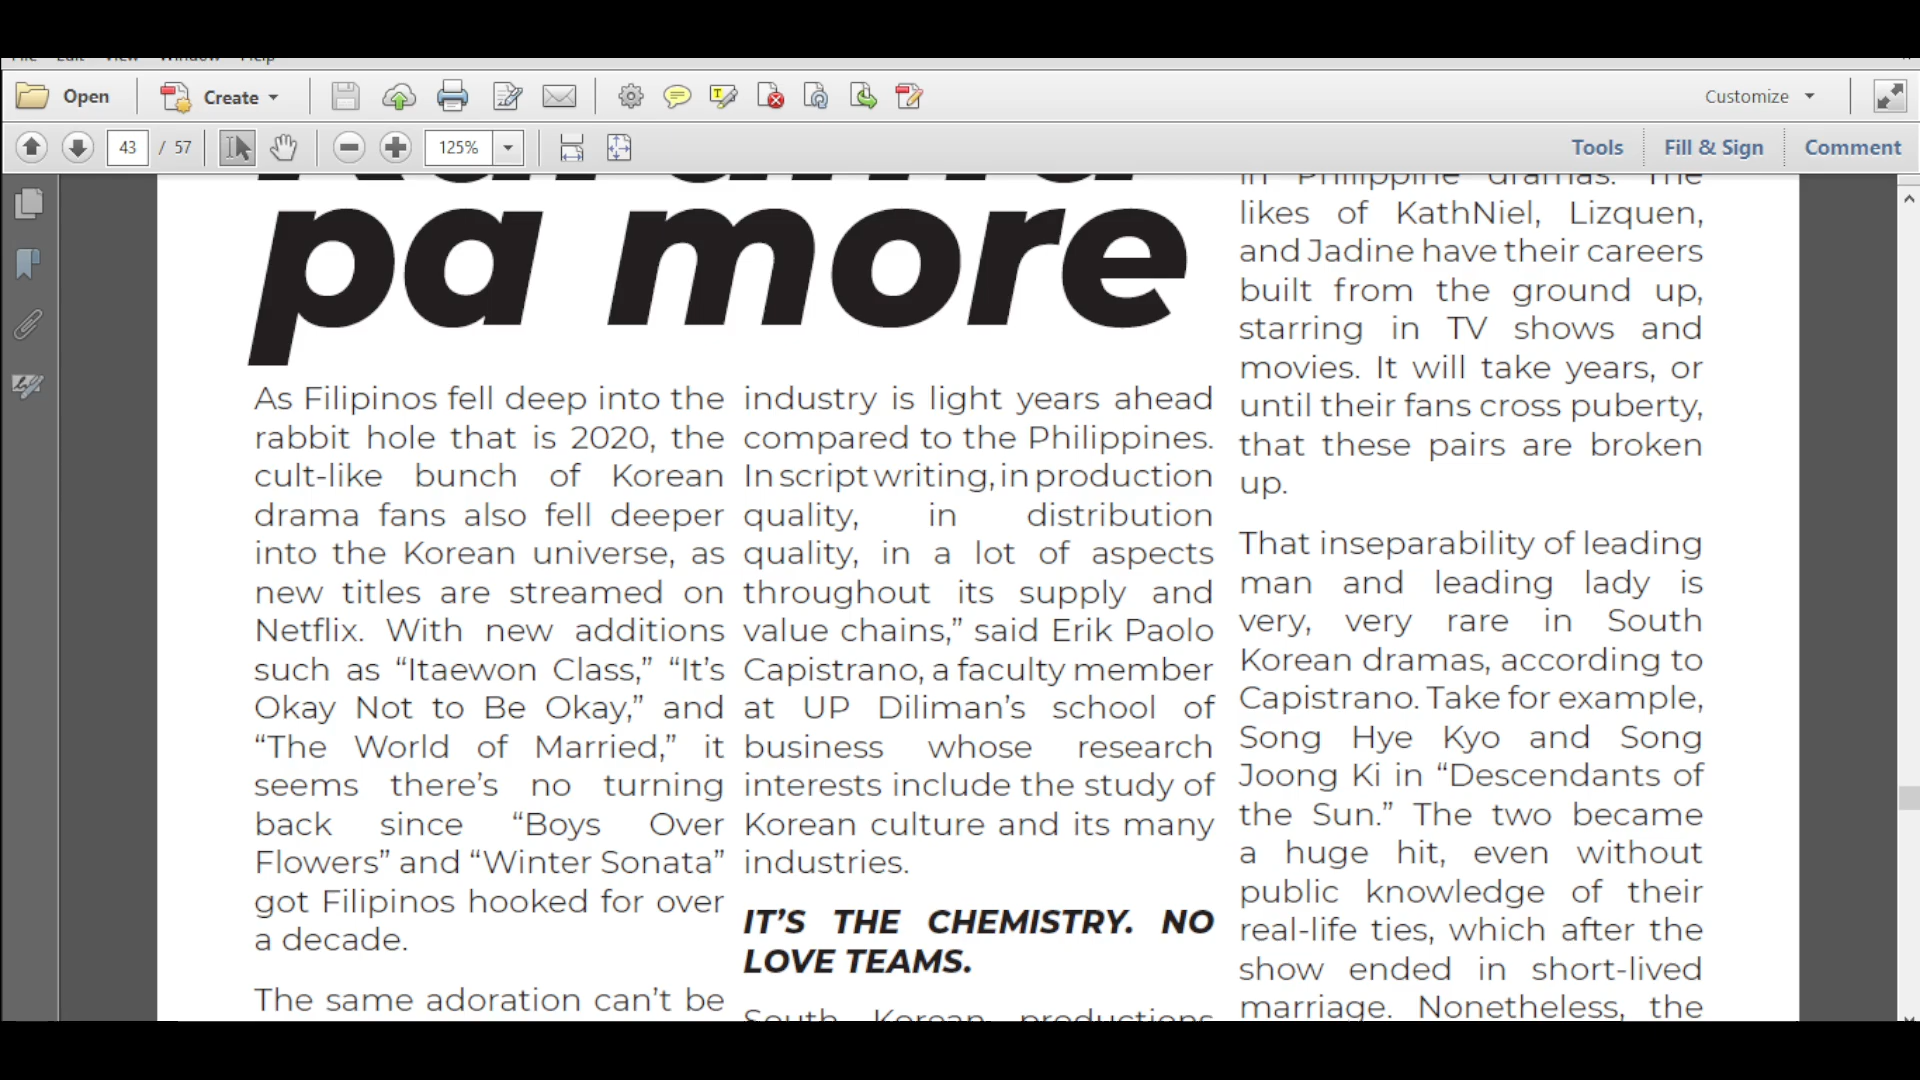 File Edit View Window Help
Open
Create
Customize
43 / 57
125%
Tools
Fill & Sign
Comment
pa more
As Filipinos fell deep into the
rabbit hole that is 2020, the
cult-like bunch of Korean
drama fans also fell deeper
into the Korean universe, as
new titles are streamed on
Netflix. With new additions
such as “Itaewon Class,” “It’s
Okay Not to Be Okay,” and
“The World of Married,” it
seems there’s no turning
back since “Boys Over
Flowers” and “Winter Sonata”
got Filipinos hooked for over
a decade.
The same adoration can’t be
industry is light years ahead
compared to the Philippines.
In script writing, in production
quality, in distribution
quality, in a lot of aspects
throughout its supply and
value chains,” said Erik Paolo
Capistrano, a faculty member
at UP Diliman’s school of
business whose research
interests include the study of
Korean culture and its many
industries.
IT’S THE CHEMISTRY. NO
LOVE TEAMS.
South Korean productions
in Philippine dramas. The
likes of KathNiel, Lizquen,
and Jadine have their careers
built from the ground up,
starring in TV shows and
movies. It will take years, or
until their fans cross puberty,
that these pairs are broken
up.
That inseparability of leading
man and leading lady is
very, very rare in South
Korean dramas, according to
Capistrano. Take for example,
Song Hye Kyo and Song
Joong Ki in “Descendants of
the Sun.” The two became
a huge hit, even without
public knowledge of their
real-life ties, which after the
show ended in short-lived
marriage. Nonetheless, the